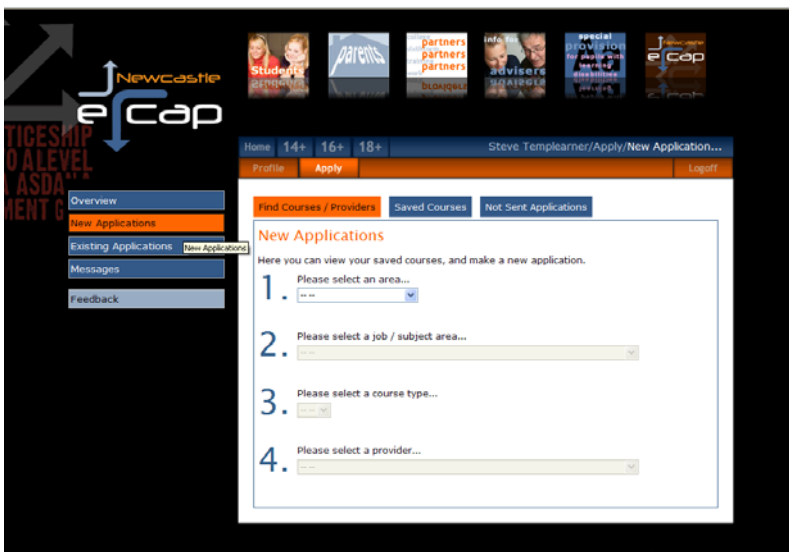 Students
parents
partners
partners
partners
info for
advisers
special
provision
for pupils with
learning
disabilities
Newcastle
e cap
Newcastle
e cap
TICESHIP
O ALEVEL
A ASDA
MENT G
Home 14+ 16+ 18+
Steve Templearner/Apply/New Application...
Profile Apply Logoff
Overview
New Applications
Existing Applications
New Applications
Messages
Feedback
Find Courses / Providers Saved Courses Not Sent Applications
New Applications
Here you can view your saved courses, and make a new application.
1. Please select an area...
-- --
2. Please select a job / subject area...
-- --
3. Please select a course type...
-- --
4. Please select a provider...
-- --